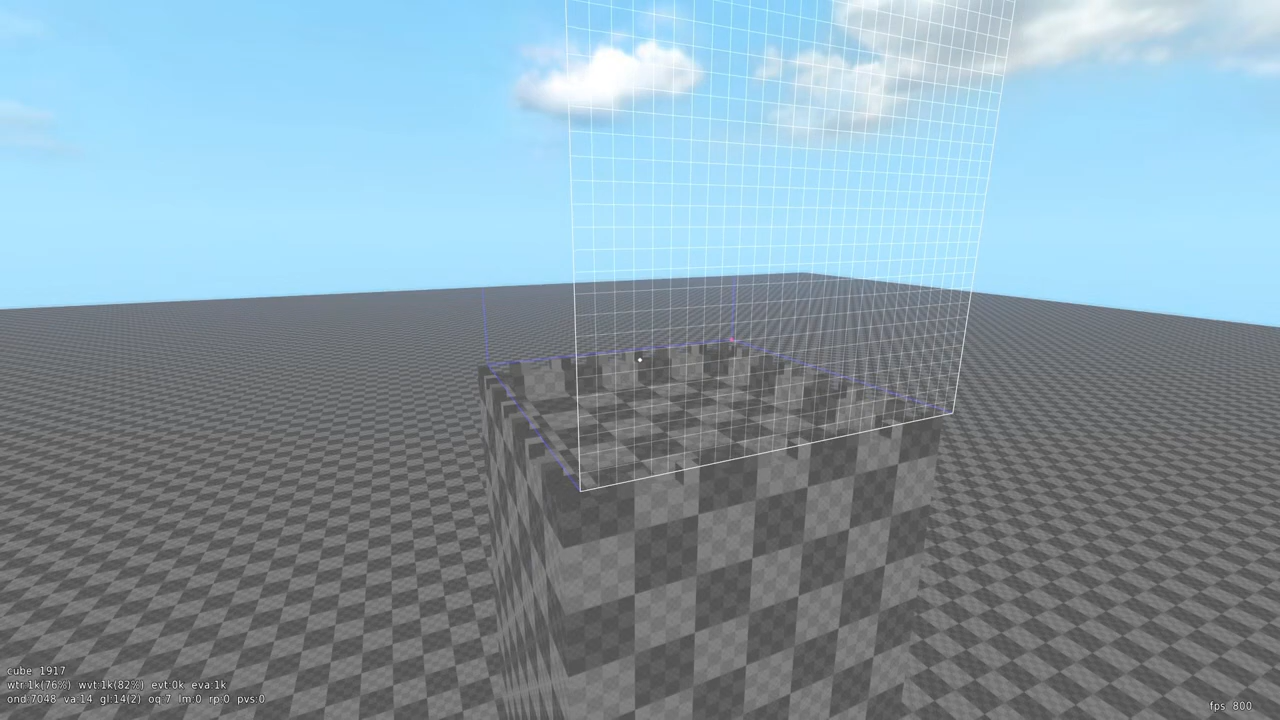 cube 1917
wtr:1k(76%) wvt:1k(82%) evt:0k eva:1k
ond:7048 va:14 gl:14(2) oq:7 lm:0 rp:0 pvs:0
fps 800